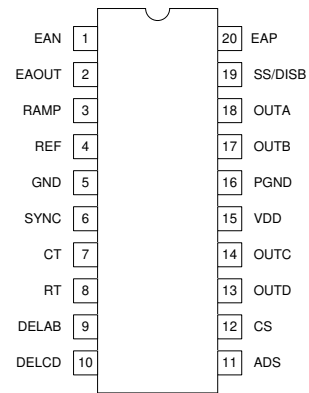 EAN 1 20 EAP
EAOUT 2 19 SS/DISB
RAMP 3 18 OUTA
REF 4 17 OUTB
GND 5 16 PGND
SYNC 6 15 VDD
CT 7 14 OUTC
RT 8 13 OUTD
DELAB 9 12 CS
DELCD 10 11 ADS